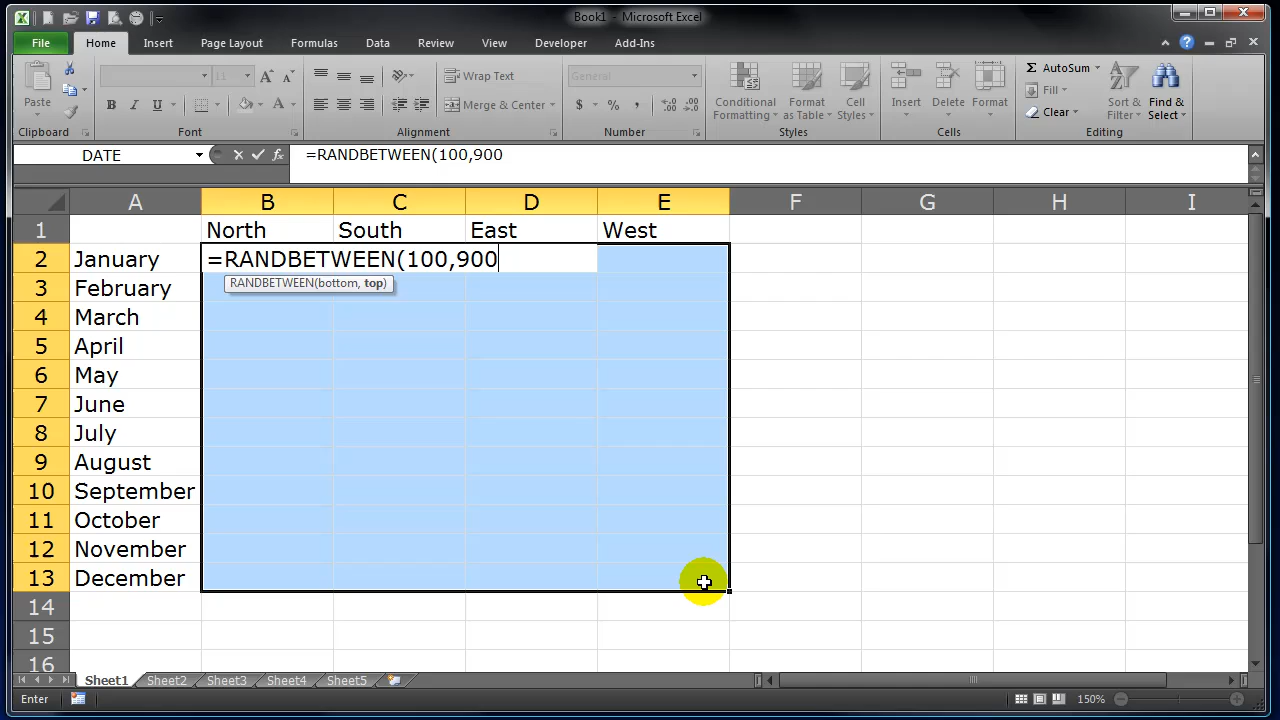 Book1 - Microsoft Excel
File Home Insert Page Layout Formulas Data Review View Developer Add-Ins
Paste
11 A A
Wrap Text
General
Conditional Formatting
Format as Table
Cell Styles
Insert
Delete
Format
AutoSum
Fill
Clear
Sort & Filter
Find & Select
B I U
Merge & Center
$ % ,
Clipboard Font Alignment Number Styles Cells Editing
DATE fx =RANDBETWEEN(100,900
A B C D E F G H I
1 North South East West
2 January =RANDBETWEEN(100,900
RANDBETWEEN(bottom, top)
3 February
4 March
5 April
6 May
7 June
8 July
9 August
10 September
11 October
12 November
13 December
14
15
16
Sheet1 Sheet2 Sheet3 Sheet4 Sheet5
Enter 150%